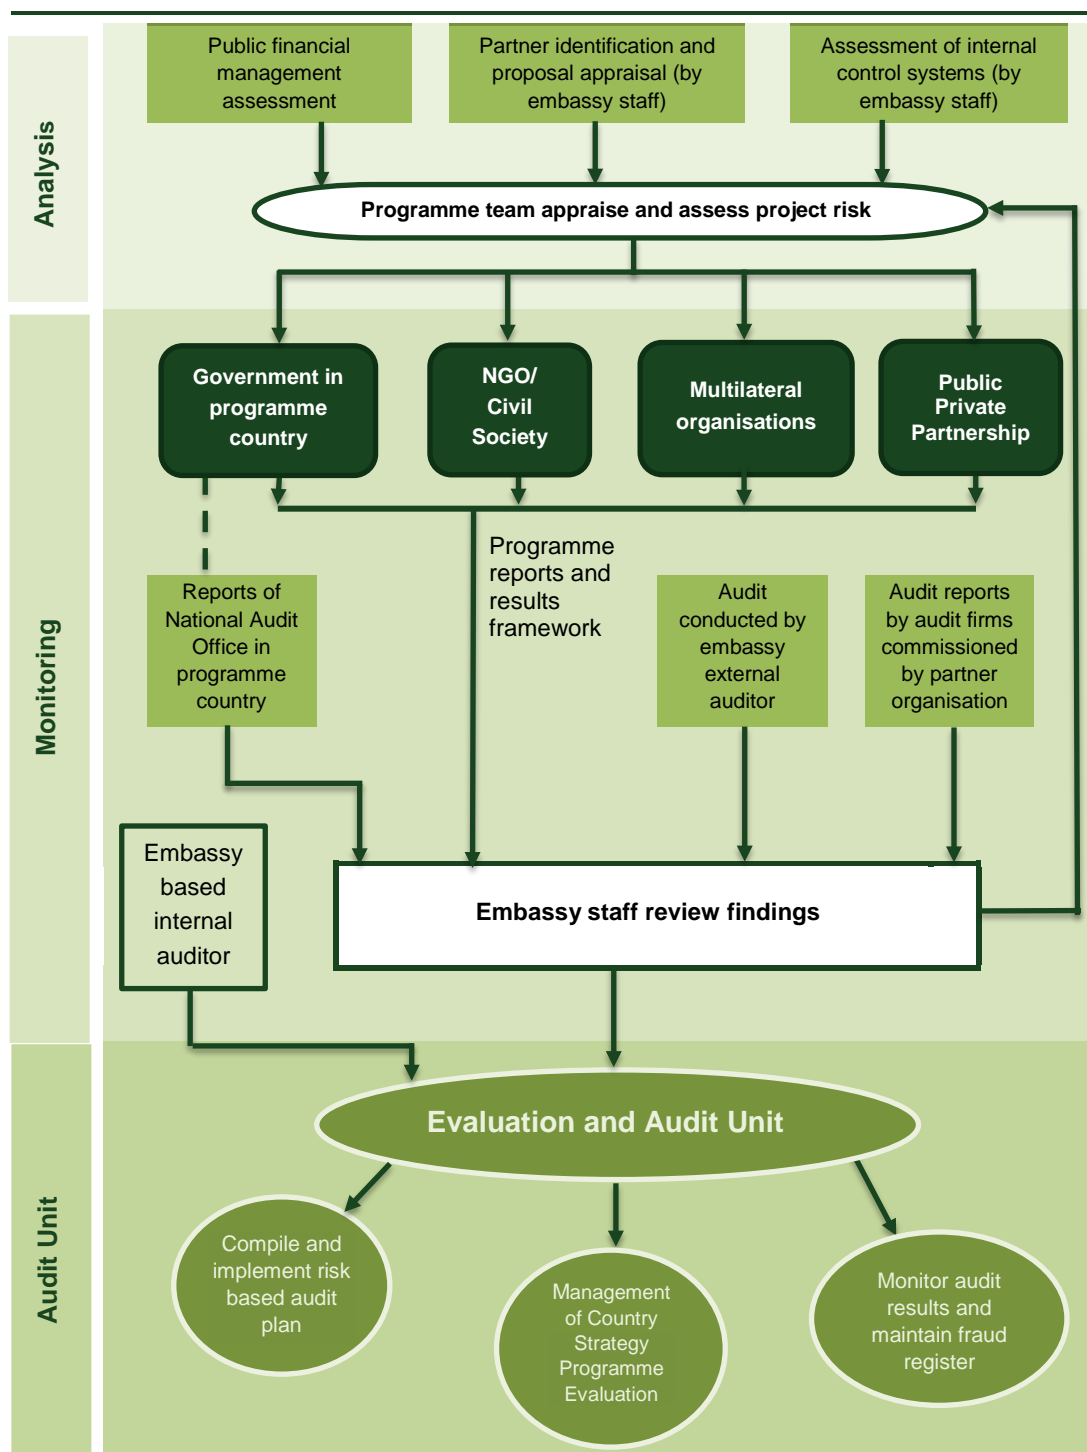 Analysis
Public financial
management
assessment
Partner identification and
proposal appraisal (by
embassy staff)
Assessment of internal
control systems (by
embassy staff)
Programme team appraise and assess project risk
Monitoring
Government in
programme
country
NGO/
Civil
Society
Multilateral
organisations
Public
Private
Partnership
Programme
reports and
results
framework
Reports of
National Audit
Office in
programme
country
Audit
conducted by
embassy
external
auditor
Audit reports
by audit firms
commissioned
by partner
organisation
Embassy
based
internal
auditor
Embassy staff review findings
Audit Unit
Evaluation and Audit Unit
Compile and
implement risk
based audit
plan
Management
of Country
Strategy
Programme
Evaluation
Monitor audit
results and
maintain fraud
register